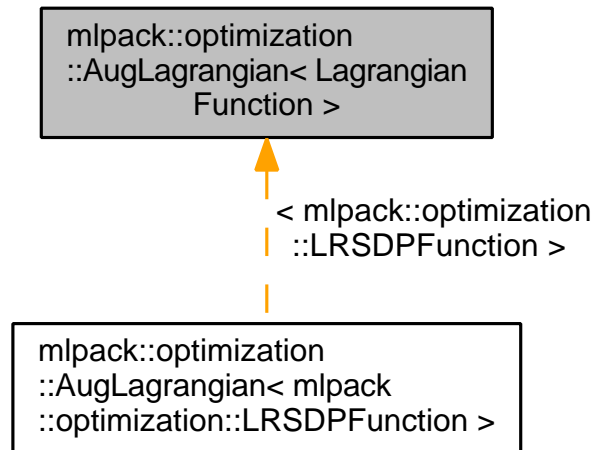 mlpack::optimization
::AugLagrangian< Lagrangian
Function >
< mlpack::optimization
::LRSDPFunction >
mlpack::optimization
::AugLagrangian< mlpack
::optimization::LRSDPFunction >